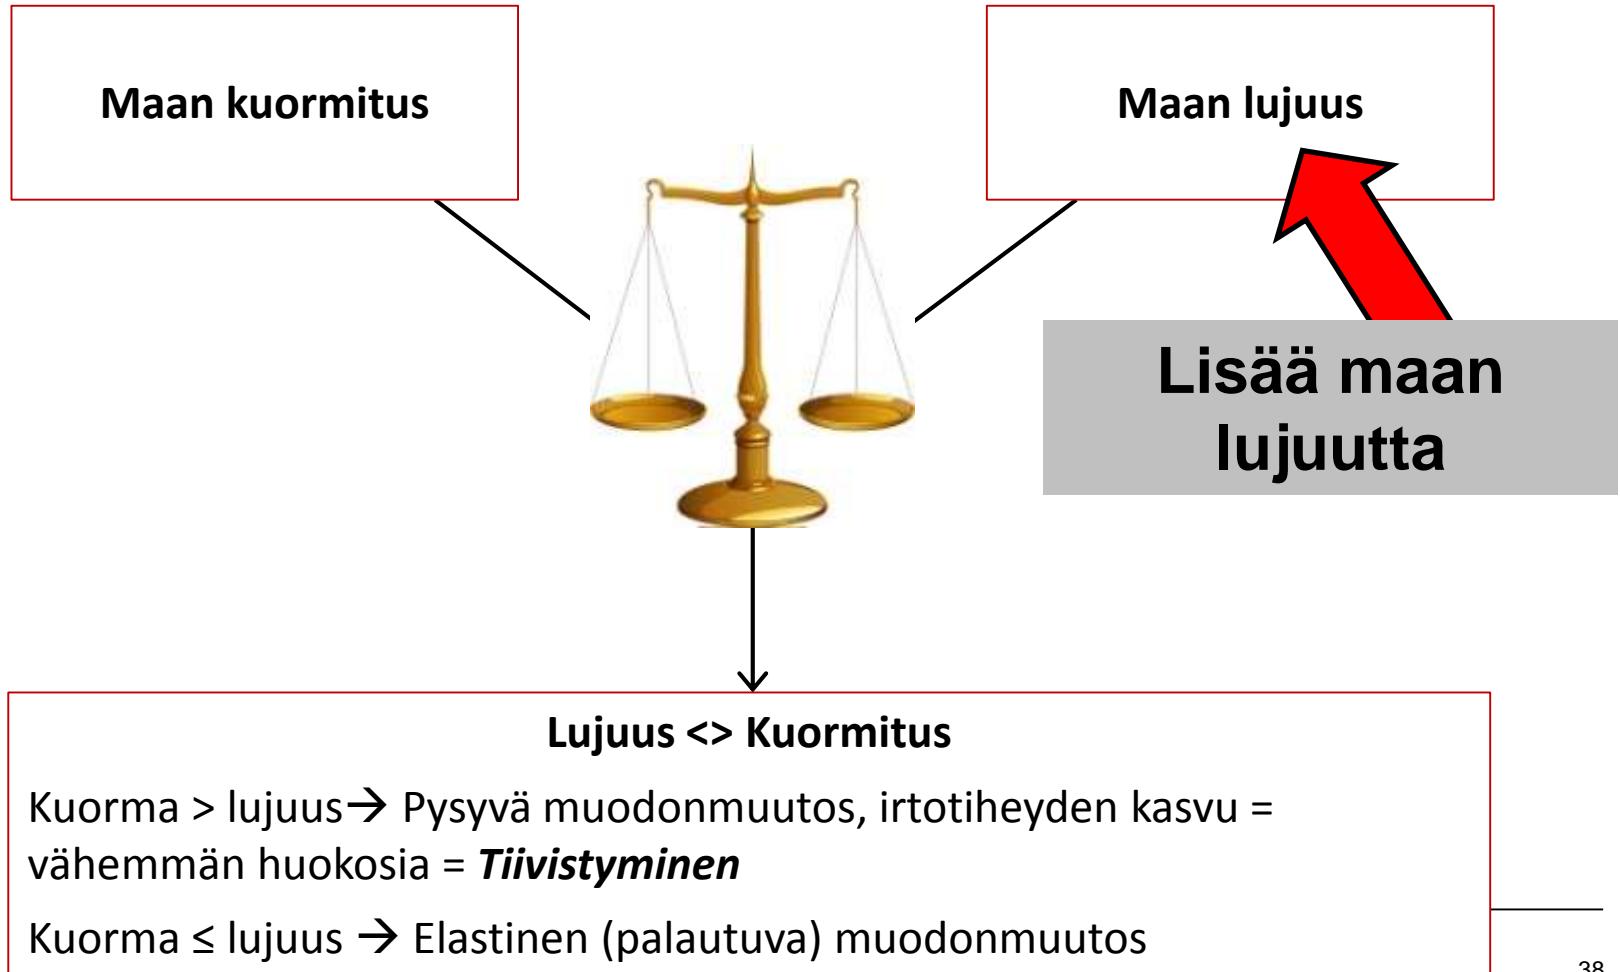 Maan kuormitus
Maan lujuus
Lisää maan
lujuutta
Lujuus <> Kuormitus
Kuorma > lujuus→ Pysyvä muodonmuutos, irtotiheyden kasvu =
vähemmän huokosia = Tiivistyminen
Kuorma ≤ lujuus → Elastinen (palautuva) muodonmuutos
38